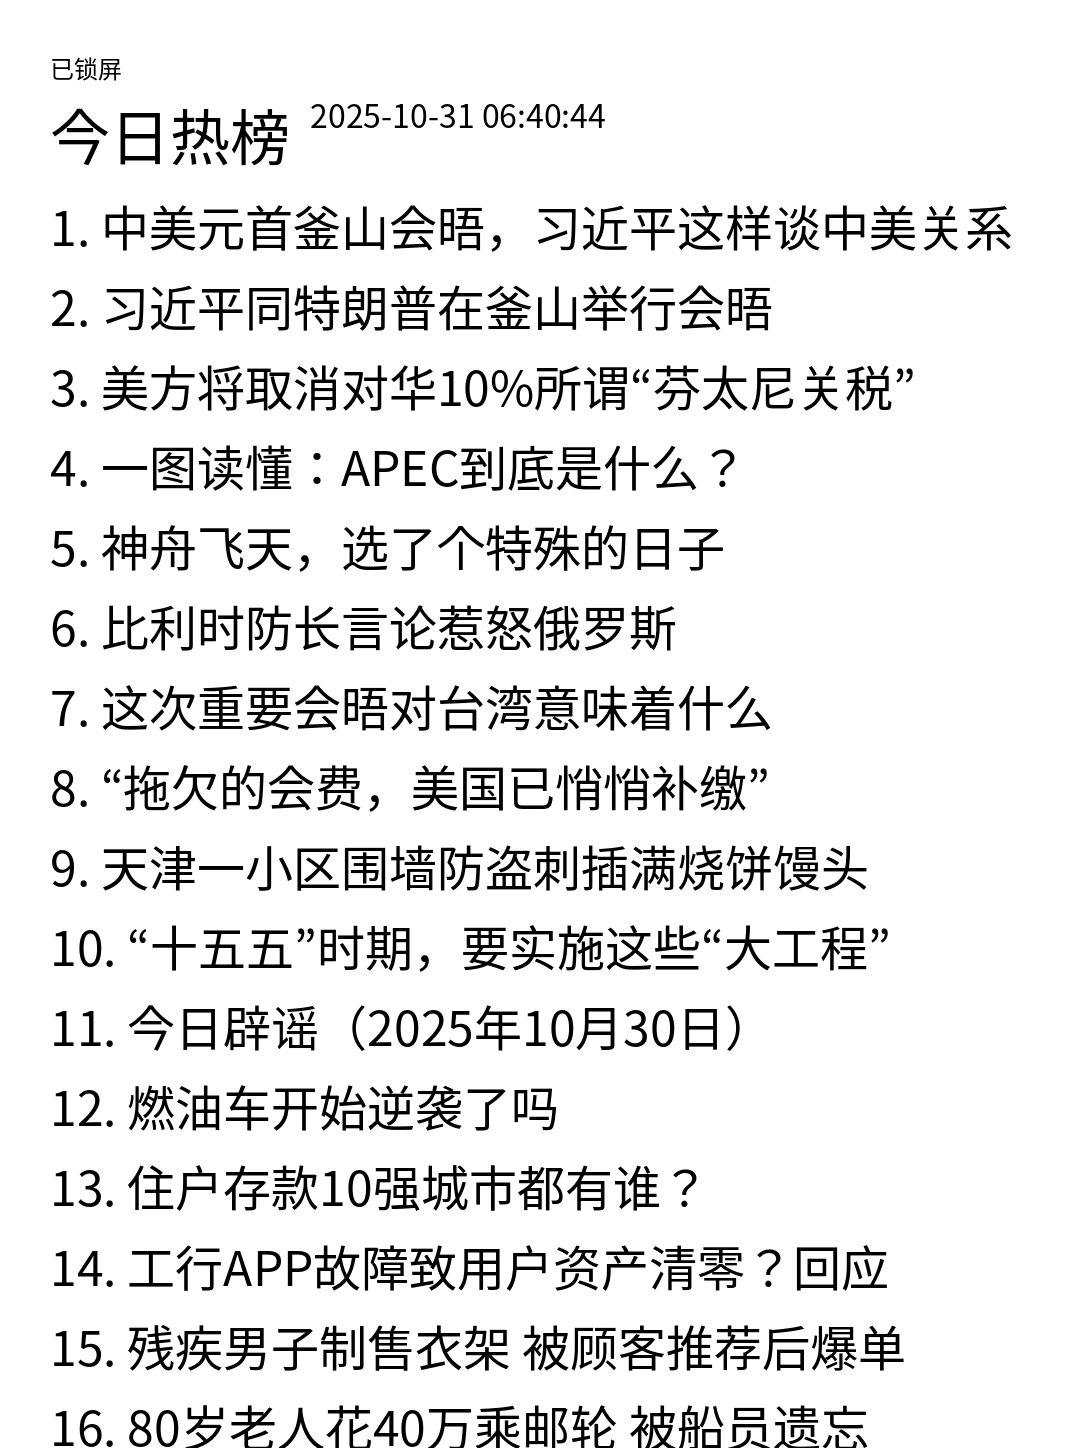 已锁屏
今日热榜 2025-10-31 06:40:44
1. 中美元首釜山会晤，习近平这样谈中美关系
2. 习近平同特朗普在釜山举行会晤
3. 美方将取消对华10%所谓“芬太尼关税”
4. 一图读懂：APEC到底是什么？
5. 神舟飞天，选了个特殊的日子
6. 比利时防长言论惹怒俄罗斯
7. 这次重要会晤对台湾意味着什么
8. “拖欠的会费，美国已悄悄补缴”
9. 天津一小区围墙防盗刺插满烧饼馒头
10. “十五五”时期，要实施这些“大工程”
11. 今日辟谣（2025年10月30日）
12. 燃油车开始逆袭了吗
13. 住户存款10强城市都有谁？
14. 工行APP故障致用户资产清零？回应
15. 残疾男子制售衣架 被顾客推荐后爆单
16. 80岁老人花40万乘邮轮 被船员遗忘